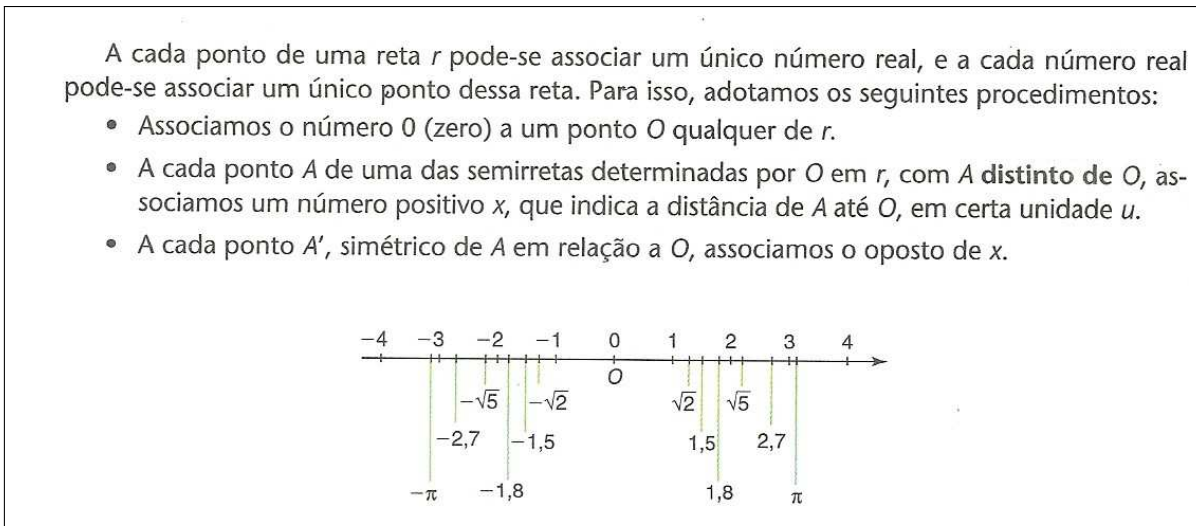 A cada ponto de uma reta r pode-se associar um único número real, e a cada número real
pode-se associar um único ponto dessa reta. Para isso, adotamos os seguintes procedimentos:
• Associamos o número 0 (zero) a um ponto O qualquer de r.
• A cada ponto A de uma das semirretas determinadas por O em r, com A distinto de O, as-
sociamos um número positivo x, que indica a distância de A até O, em certa unidade u.
• A cada ponto A′, simétrico de A em relação a O, associamos o oposto de x.
−4 −3 −2 −1 0 1 2 3 4
O
−√5 −√2 √2 √5
−2,7 −1,5 1,5 2,7
−π −1,8 1,8 π